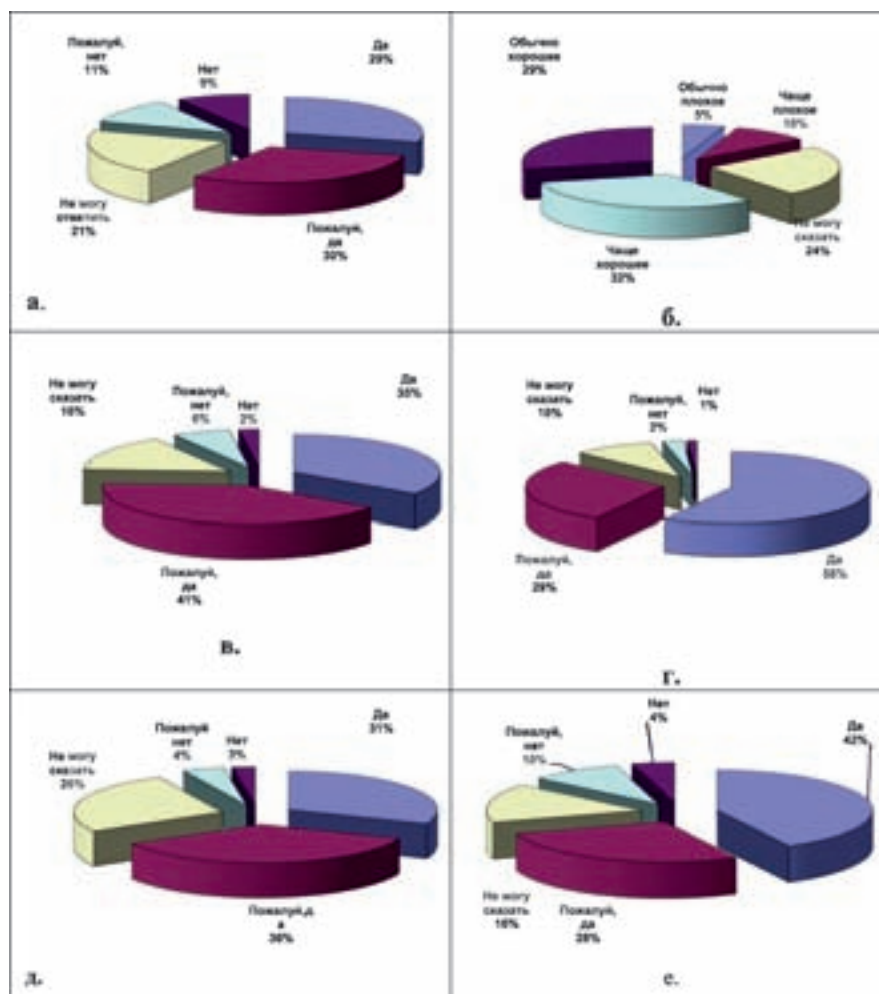 Пожалуй,
нет
11%
Нет
9%
Да
29%
Не могу
ответить
21%
Пожалуй,
да
30%
а.
Обычно
хорошее
29%
Обычно
плохое
5%
Чаще
плохое
10%
Не могу
сказать
24%
Чаще
хорошее
32%
б.
Не могу
сказать
16%
Пожалуй,
нет
6%
Нет
2%
Да
35%
Пожалуй,
да
41%
в.
Не могу
сказать
10%
Пожалуй,
нет
3%
Нет
1%
Пожалуй,
да
28%
Да
58%
г.
Не могу
сказать
26%
Пожалуй
нет
4%
Нет
3%
Да
31%
Пожалуй,д
а
36%
д.
Пожалуй,
нет
10%
Нет
4%
Да
42%
Не могу
сказать
16%
Пожалуй,
да
28%
е.